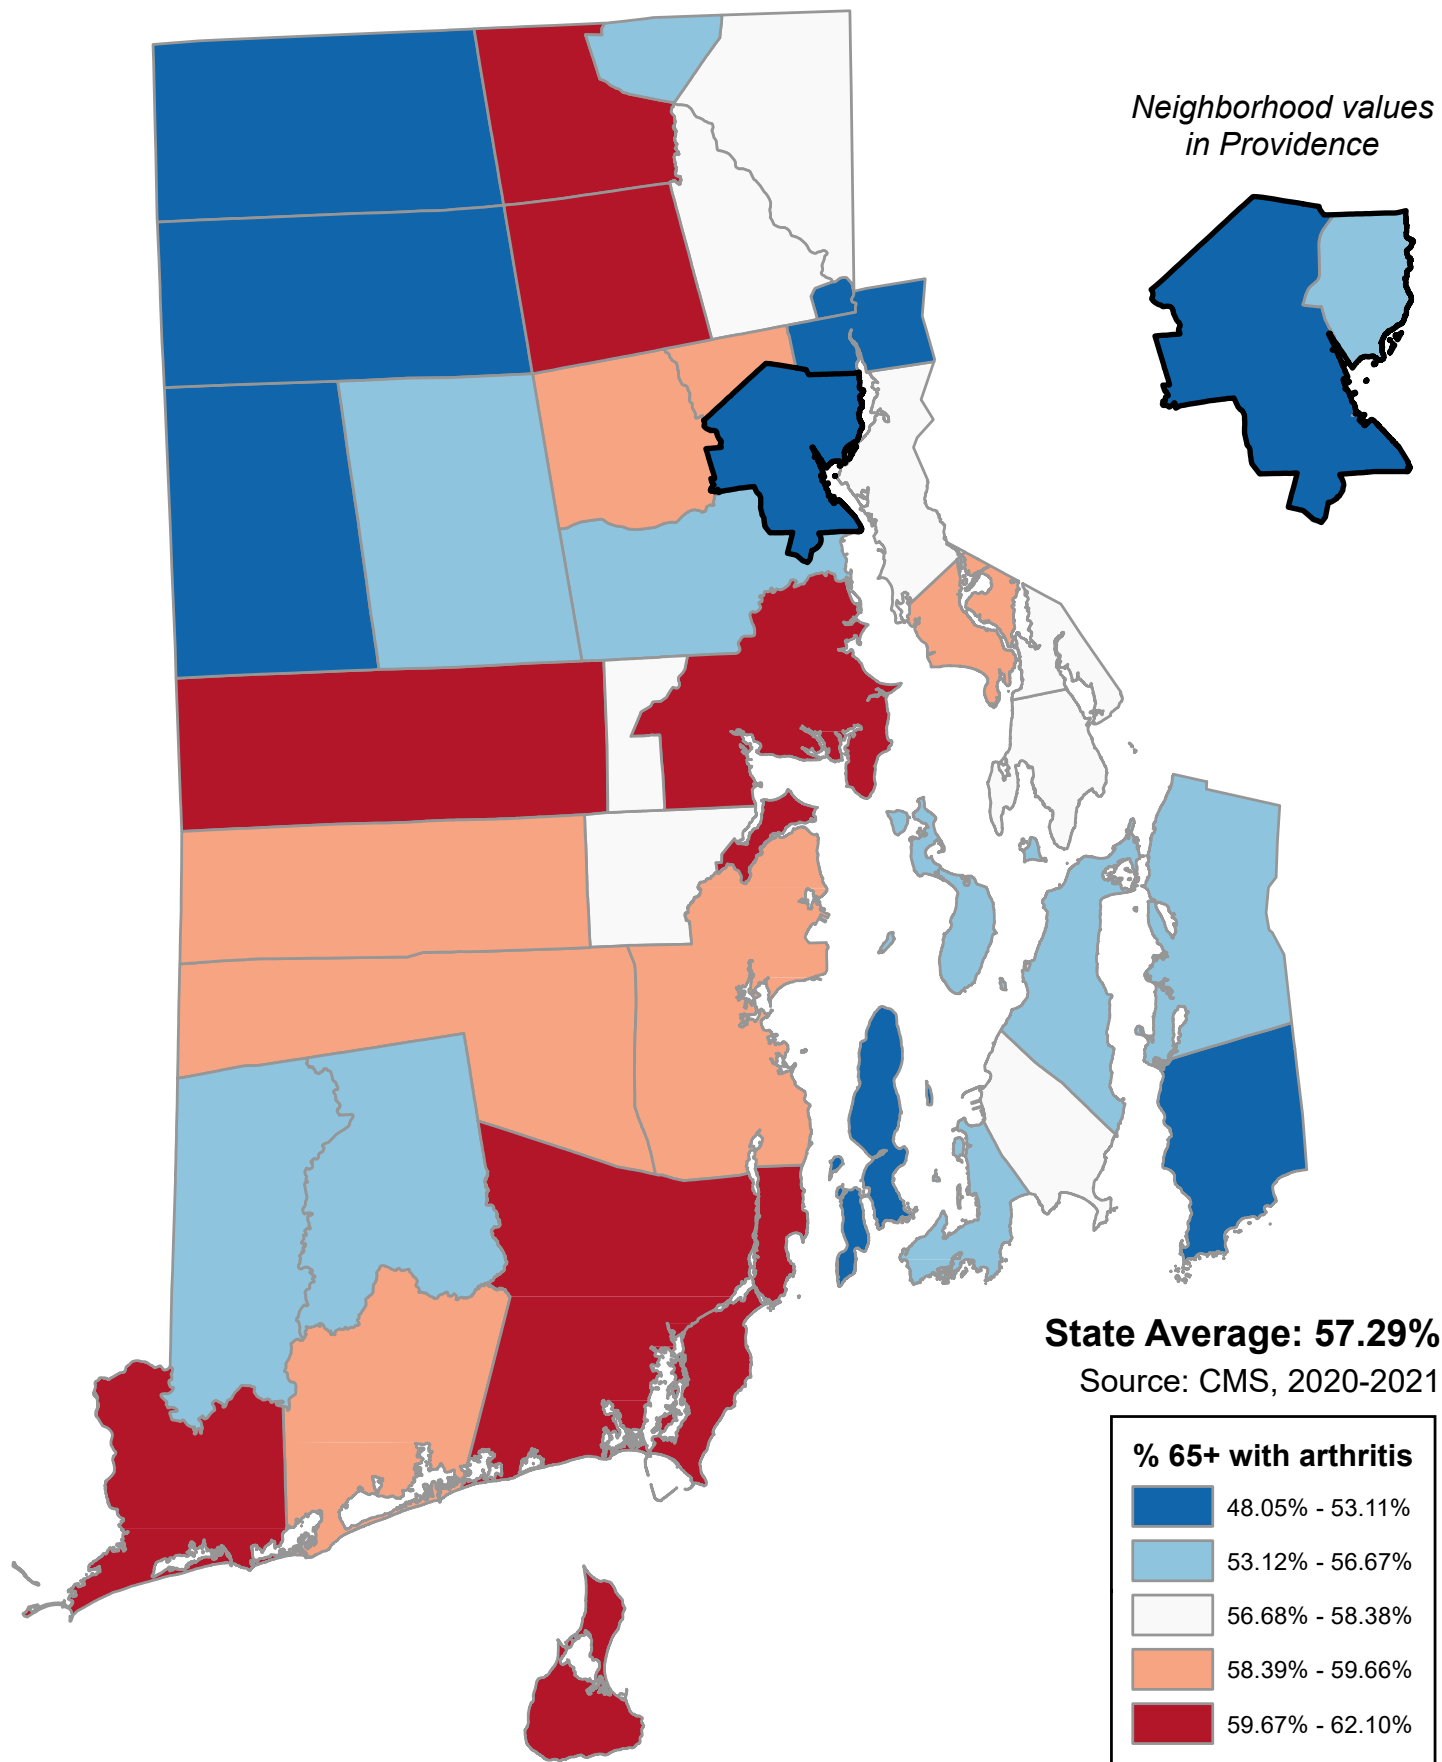 Neighborhood values
in Providence
State Average: 57.29%
Source: CMS, 2020-2021
% 65+ with arthritis
48.05% - 53.11%
53.12% - 56.67%
56.68% - 58.38%
58.39% - 59.66%
59.67% - 62.10%